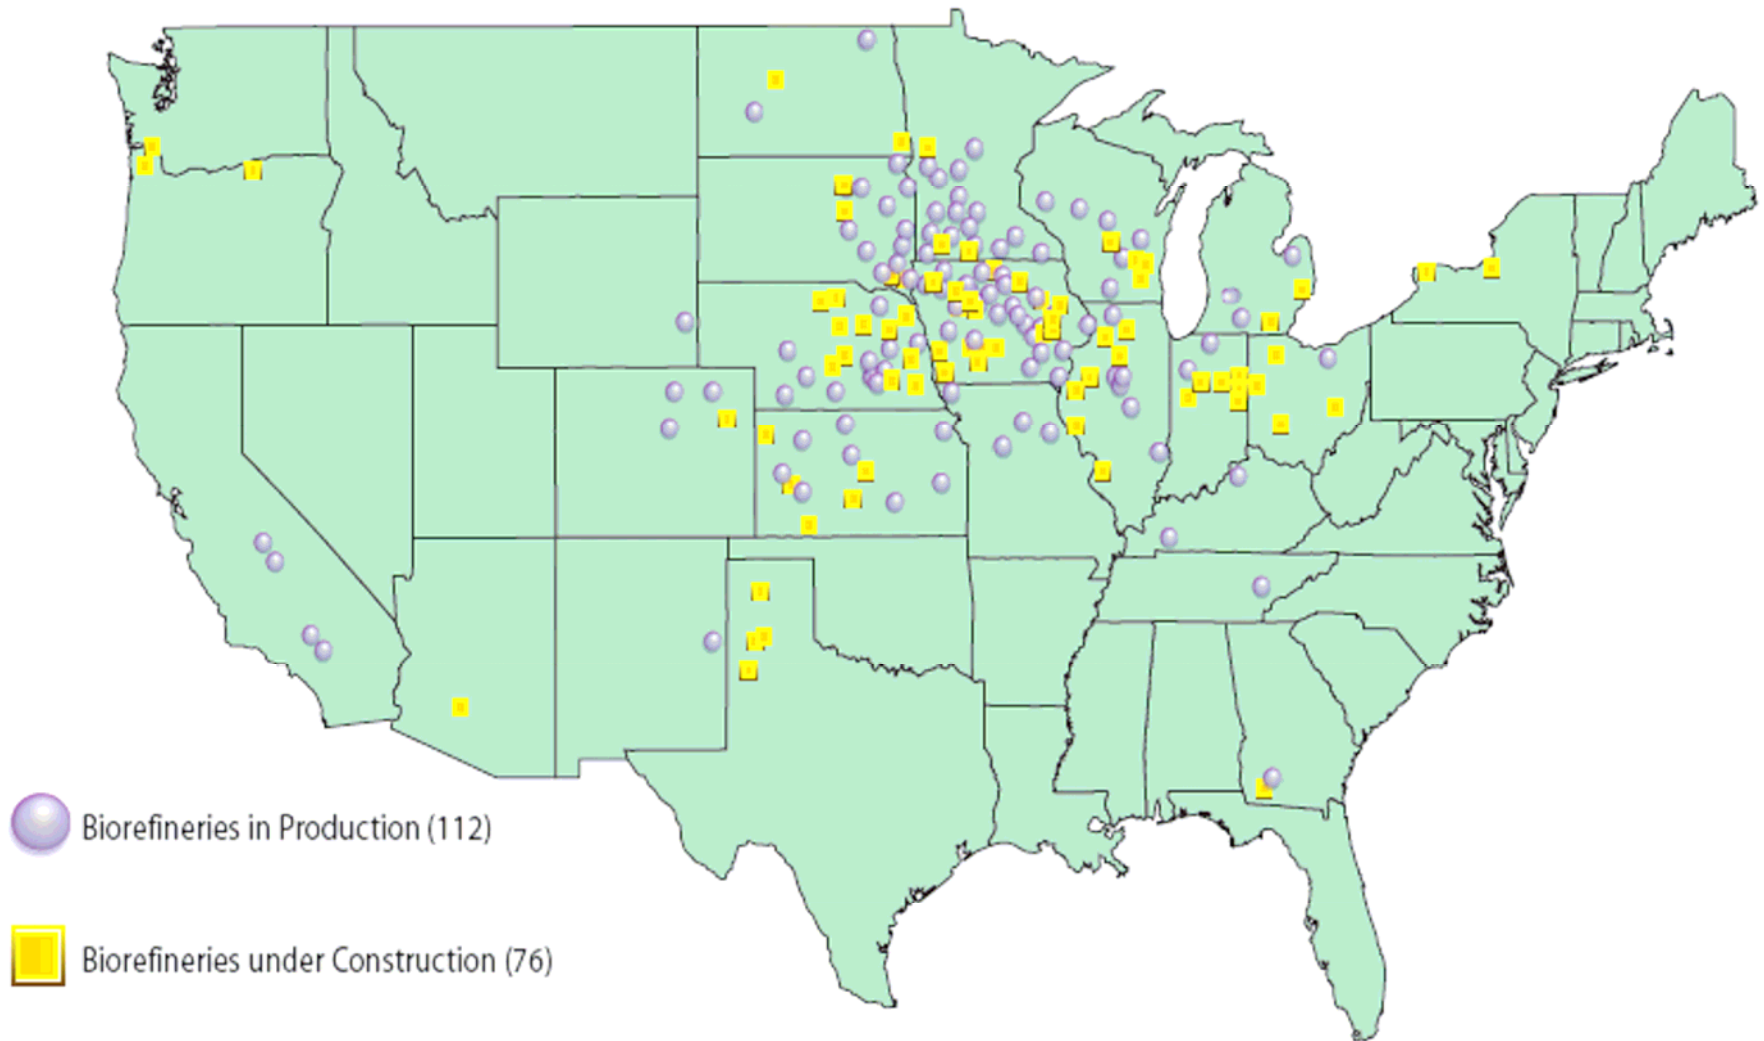 Biorefineries in Production (112)
Biorefineries under Construction (76)